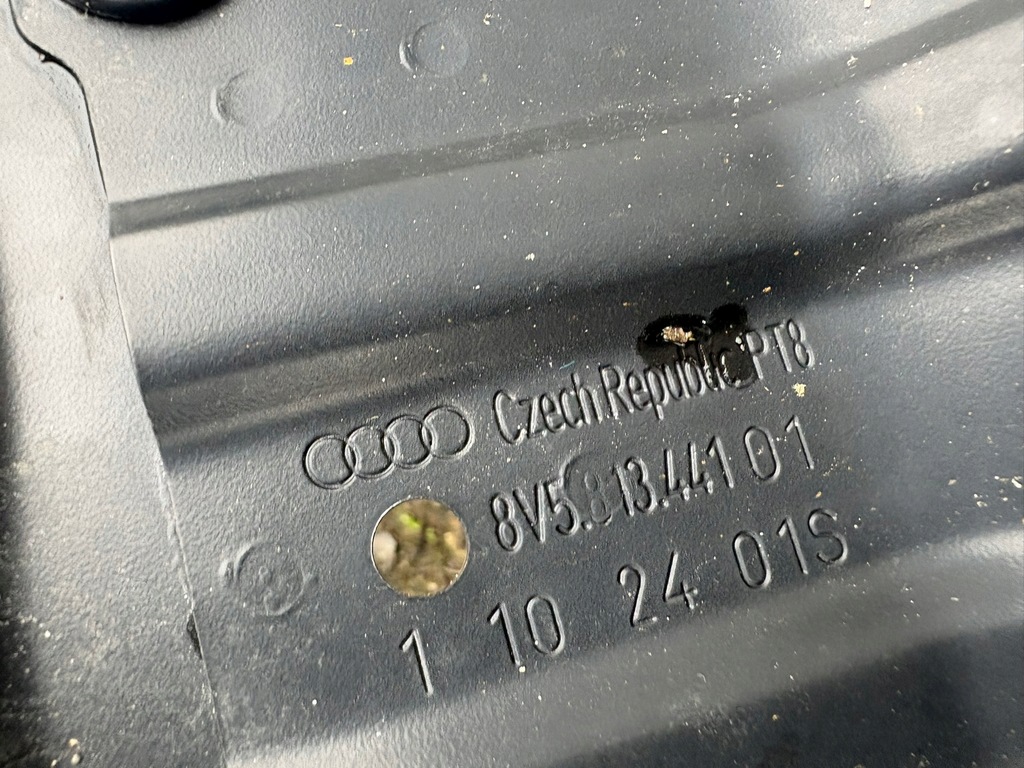 Czech Republic PT8
8V5.813.441 01
1 10 24 01S